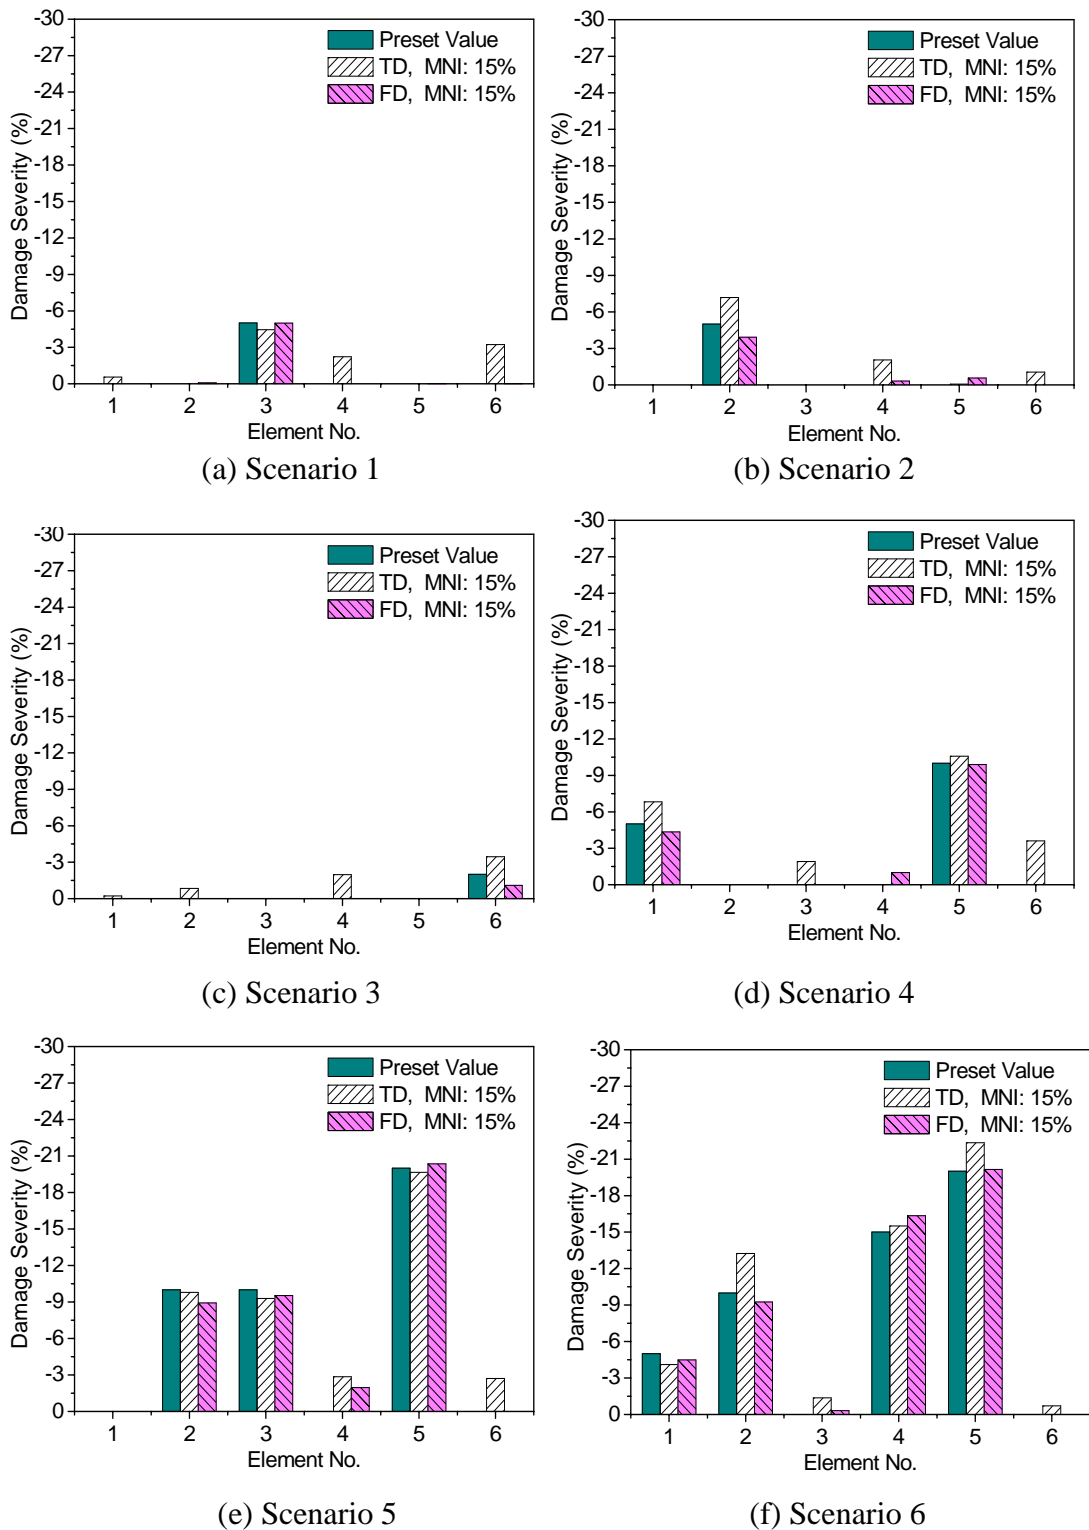 -30
-27
-24
-21
-18
-15
-12
-9
-6
-3
0
Damage Severity (%)
Preset Value
TD, MNI: 15%
FD, MNI: 15%
1 2 3 4 5 6
Element No.
(a) Scenario 1
-30
-27
-24
-21
-18
-15
-12
-9
-6
-3
0
Damage Severity (%)
Preset Value
TD, MNI: 15%
FD, MNI: 15%
1 2 3 4 5 6
Element No.
(b) Scenario 2
-30
-27
-24
-21
-18
-15
-12
-9
-6
-3
0
Damage Severity (%)
Preset Value
TD, MNI: 15%
FD, MNI: 15%
1 2 3 4 5 6
Element No.
(c) Scenario 3
-30
-27
-24
-21
-18
-15
-12
-9
-6
-3
0
Damage Severity (%)
Preset Value
TD, MNI: 15%
FD, MNI: 15%
1 2 3 4 5 6
Element No.
(d) Scenario 4
-30
-27
-24
-21
-18
-15
-12
-9
-6
-3
0
Damage Severity (%)
Preset Value
TD, MNI: 15%
FD, MNI: 15%
1 2 3 4 5 6
Element No.
(e) Scenario 5
-30
-27
-24
-21
-18
-15
-12
-9
-6
-3
0
Damage Severity (%)
Preset Value
TD, MNI: 15%
FD, MNI: 15%
1 2 3 4 5 6
Element No.
(f) Scenario 6